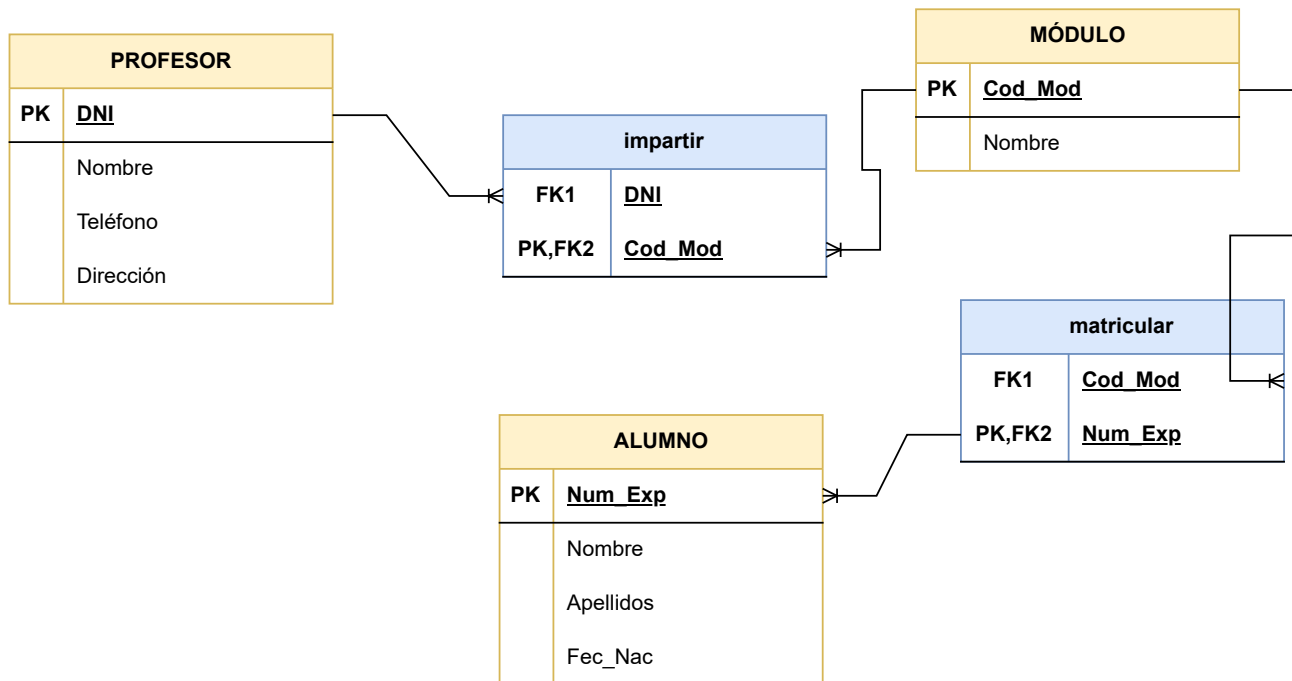 PROFESOR
PK DNI
Nombre
Teléfono
Dirección
impartir
FK1 DNI
PK,FK2 Cod_Mod
MÓDULO
PK Cod_Mod
Nombre
matricular
FK1 Cod_Mod
PK,FK2 Num_Exp
ALUMNO
PK Num_Exp
Nombre
Apellidos
Fec_Nac